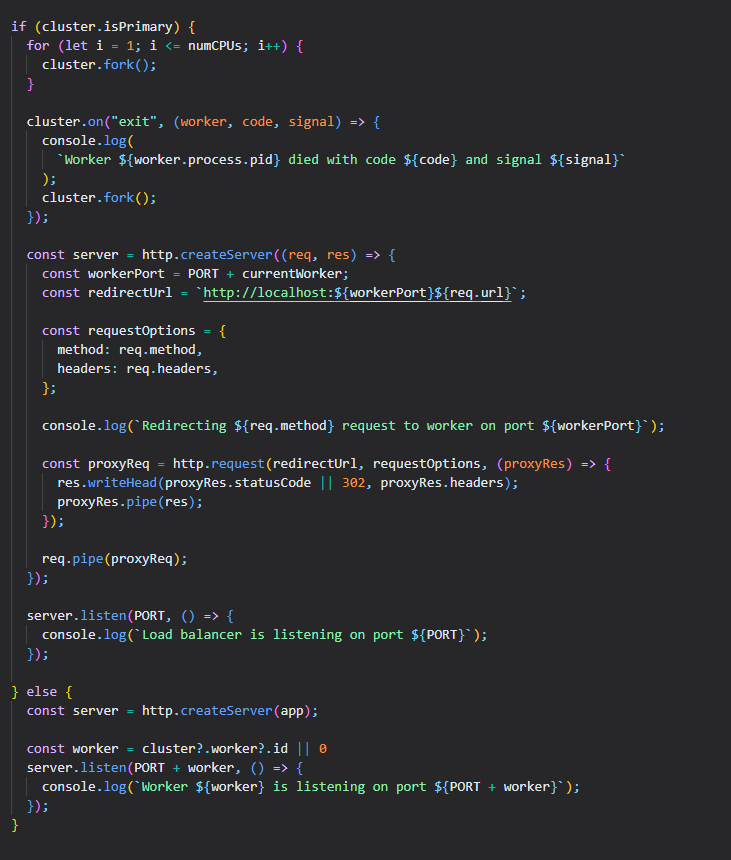 if (cluster.isPrimary) {
  for (let i = 1; i <= numCPUs; i++) {
    cluster.fork();
  }

  cluster.on("exit", (worker, code, signal) => {
    console.log(
      `Worker ${worker.process.pid} died with code ${code} and signal ${signal}`
    );
    cluster.fork();
  });

  const server = http.createServer((req, res) => {
    const workerPort = PORT + currentWorker;
    const redirectUrl = `http://localhost:${workerPort}${req.url}`;

    const requestOptions = {
      method: req.method,
      headers: req.headers,
    };

    console.log(`Redirecting ${req.method} request to worker on port ${workerPort}`);

    const proxyReq = http.request(redirectUrl, requestOptions, (proxyRes) => {
      res.writeHead(proxyRes.statusCode || 302, proxyRes.headers);
      proxyRes.pipe(res);
    });

    req.pipe(proxyReq);
  });

  server.listen(PORT, () => {
    console.log(`Load balancer is listening on port ${PORT}`);
  });

} else {
  const server = http.createServer(app);

  const worker = cluster?.worker?.id || 0
  server.listen(PORT + worker, () => {
    console.log(`Worker ${worker} is listening on port ${PORT + worker}`);
  });
}